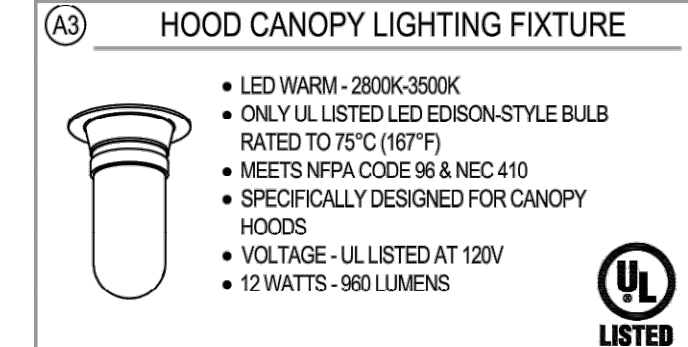 A3
HOOD CANOPY LIGHTING FIXTURE
• LED WARM - 2800K-3500K
• ONLY UL LISTED LED EDISON-STYLE BULB
RATED TO 75°C (167°F)
• MEETS NFPA CODE 96 & NEC 410
• SPECIFICALLY DESIGNED FOR CANOPY
HOODS
• VOLTAGE - UL LISTED AT 120V
• 12 WATTS - 960 LUMENS
UL
®
LISTED